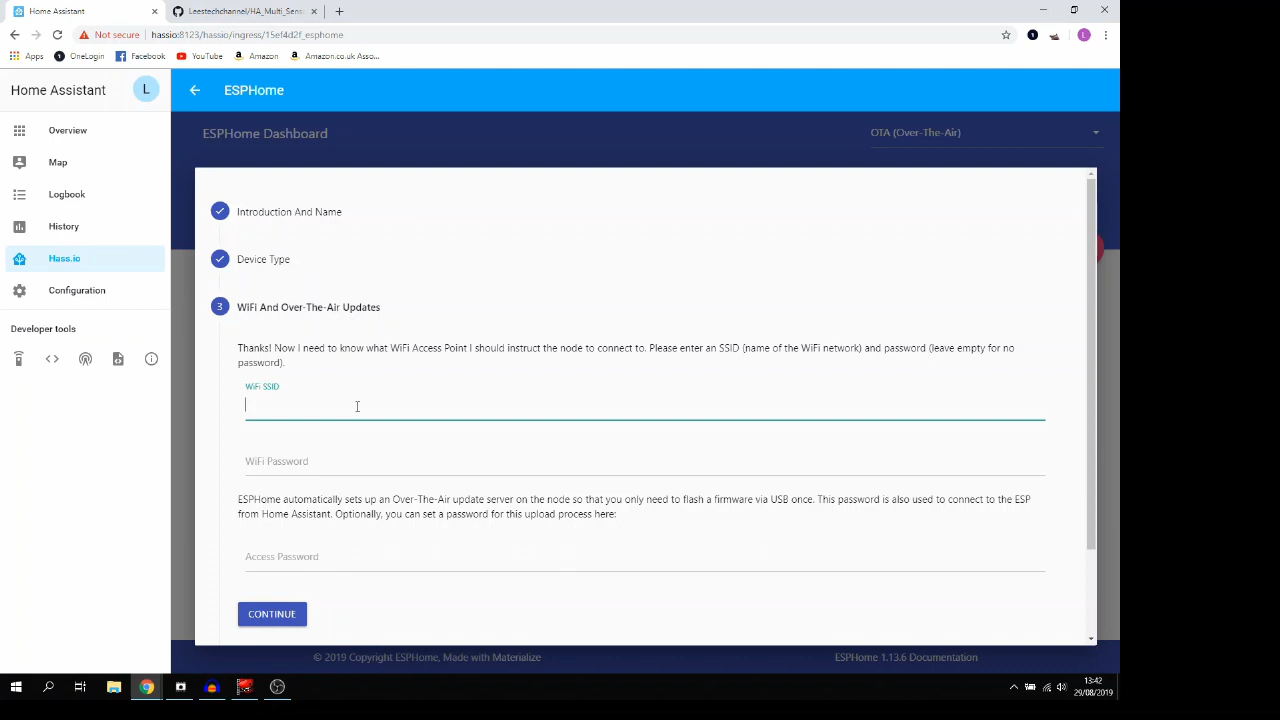 Home Assistant
Leestechchannel/HA_Multi_Sens
Not secure
hassio:8123/hassio/ingress/15ef4d2f_esphome
L
Apps
OneLogin
Facebook
YouTube
Amazon
Amazon.co.uk Asso...
Home Assistant
L
ESPHome
Overview
ESPHome Dashboard
OTA (Over-The-Air)
Map
Logbook
History
Hass.io
Configuration
Developer tools
Introduction And Name
Device Type
3
WiFi And Over-The-Air Updates
Thanks! Now I need to know what WiFi Access Point I should instruct the node to connect to. Please enter an SSID (name of the WiFi network) and password (leave empty for no
password).
WiFi SSID
WiFi Password
ESPHome automatically sets up an Over-The-Air update server on the node so that you only need to flash a firmware via USB once. This password is also used to connect to the ESP
from Home Assistant. Optionally, you can set a password for this upload process here:
Access Password
CONTINUE
© 2019 Copyright ESPHome, Made with Materialize
ESPHome 1.13.6 Documentation
13:42
29/08/2019